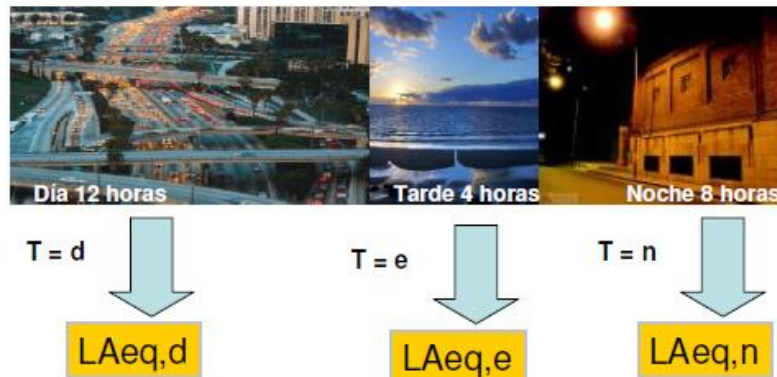 Día 12 horas
Tarde 4 horas
Noche 8 horas
T = d
T = e
T = n
LAeq,d
LAeq,e
LAeq,n